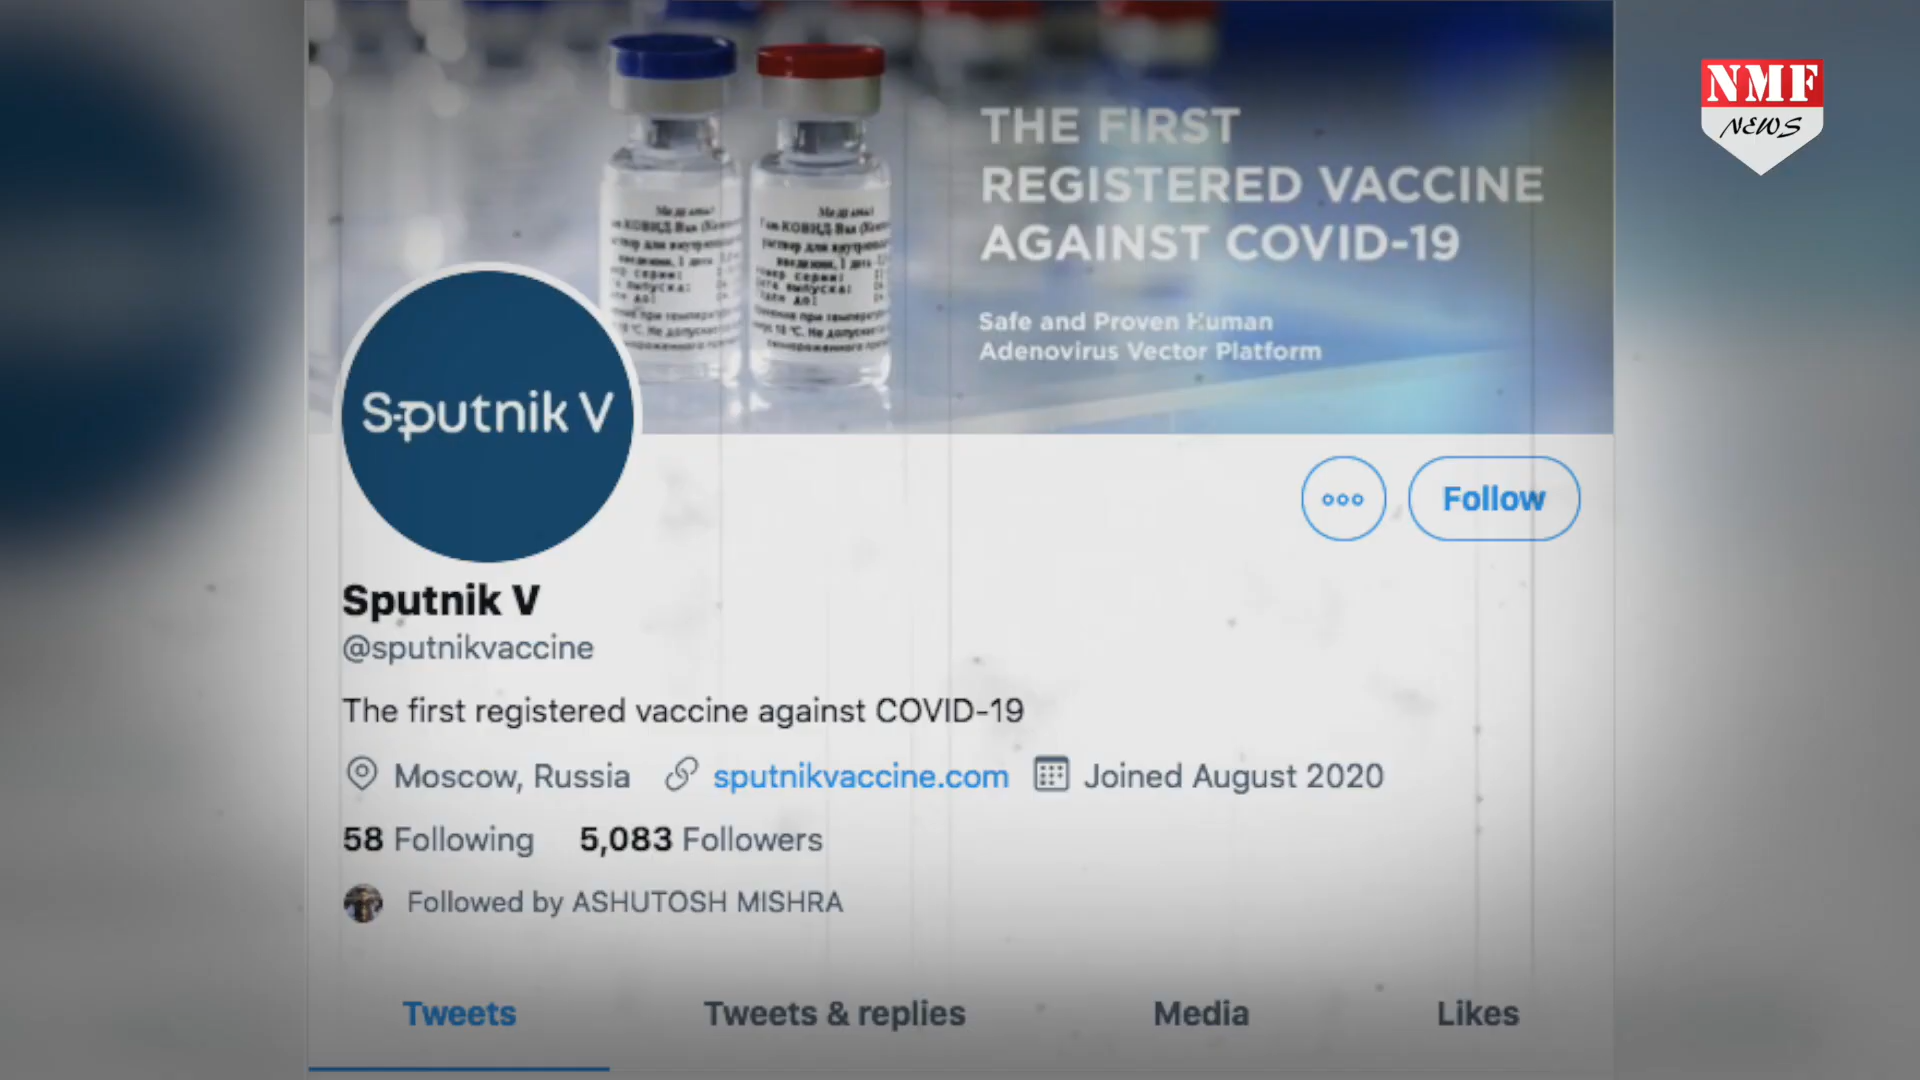 NMF
NEWS
THE FIRST
REGISTERED VACCINE
AGAINST COVID-19
Safe and Proven Human
Adenovirus Vector Platform
Sputnik V
Follow
Sputnik V
@sputnikvaccine
The first registered vaccine against COVID-19
Moscow, Russia sputnikvaccine.com Joined August 2020
58 Following 5,083 Followers
Followed by ASHUTOSH MISHRA
Tweets Tweets & replies Media Likes